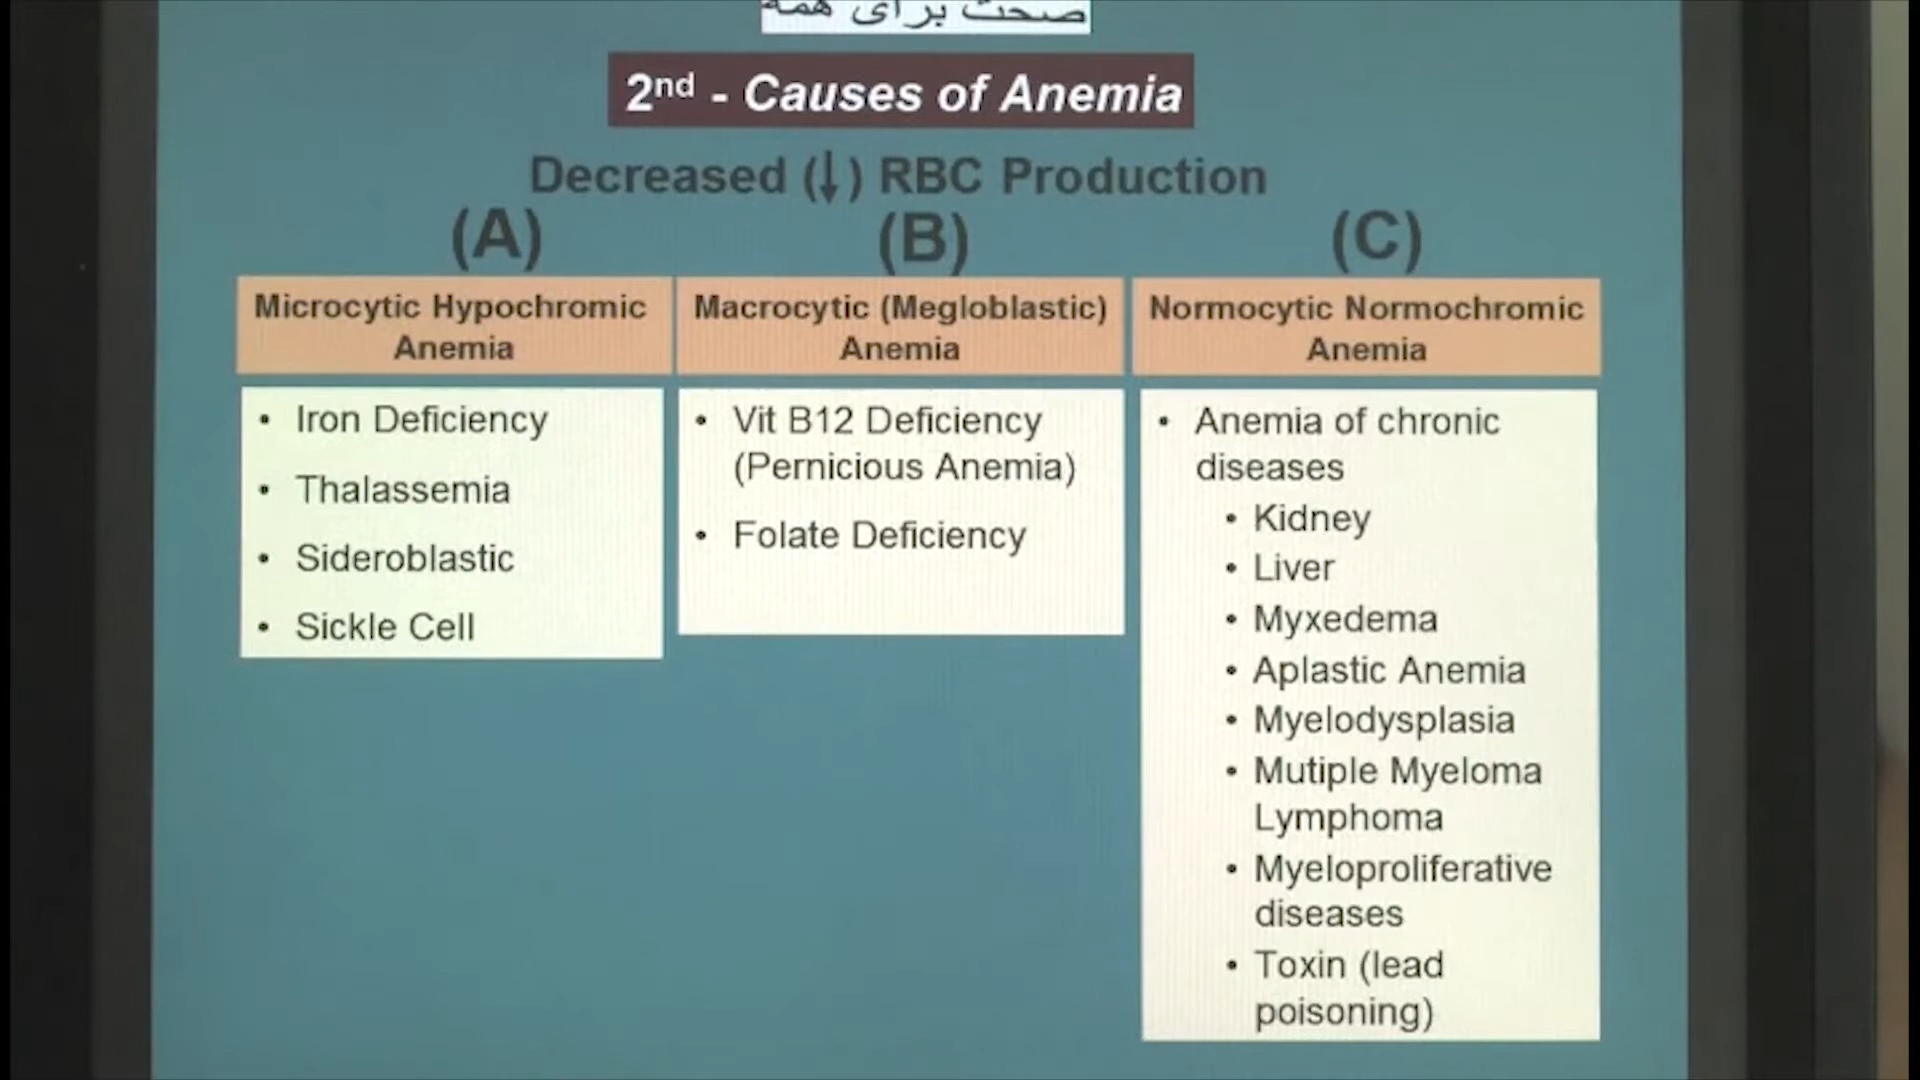 صحت برای همه
2nd - Causes of Anemia
Decreased (↓) RBC Production
(A) (B) (C)
Microcytic Hypochromic
Anemia
Macrocytic (Megloblastic)
Anemia
Normocytic Normochromic
Anemia
• Iron Deficiency
• Thalassemia
• Sideroblastic
• Sickle Cell
• Vit B12 Deficiency
(Pernicious Anemia)
• Folate Deficiency
• Anemia of chronic
diseases
• Kidney
• Liver
• Myxedema
• Aplastic Anemia
• Myelodysplasia
• Mutiple Myeloma
Lymphoma
• Myeloproliferative
diseases
• Toxin (lead
poisoning)